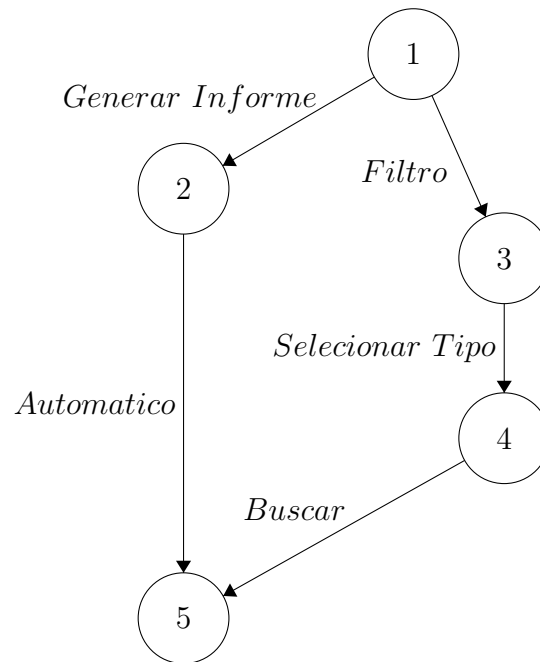 1
Generar Informe
Filtro
2
3
Selecionar Tipo
Automatico
4
Buscar
5